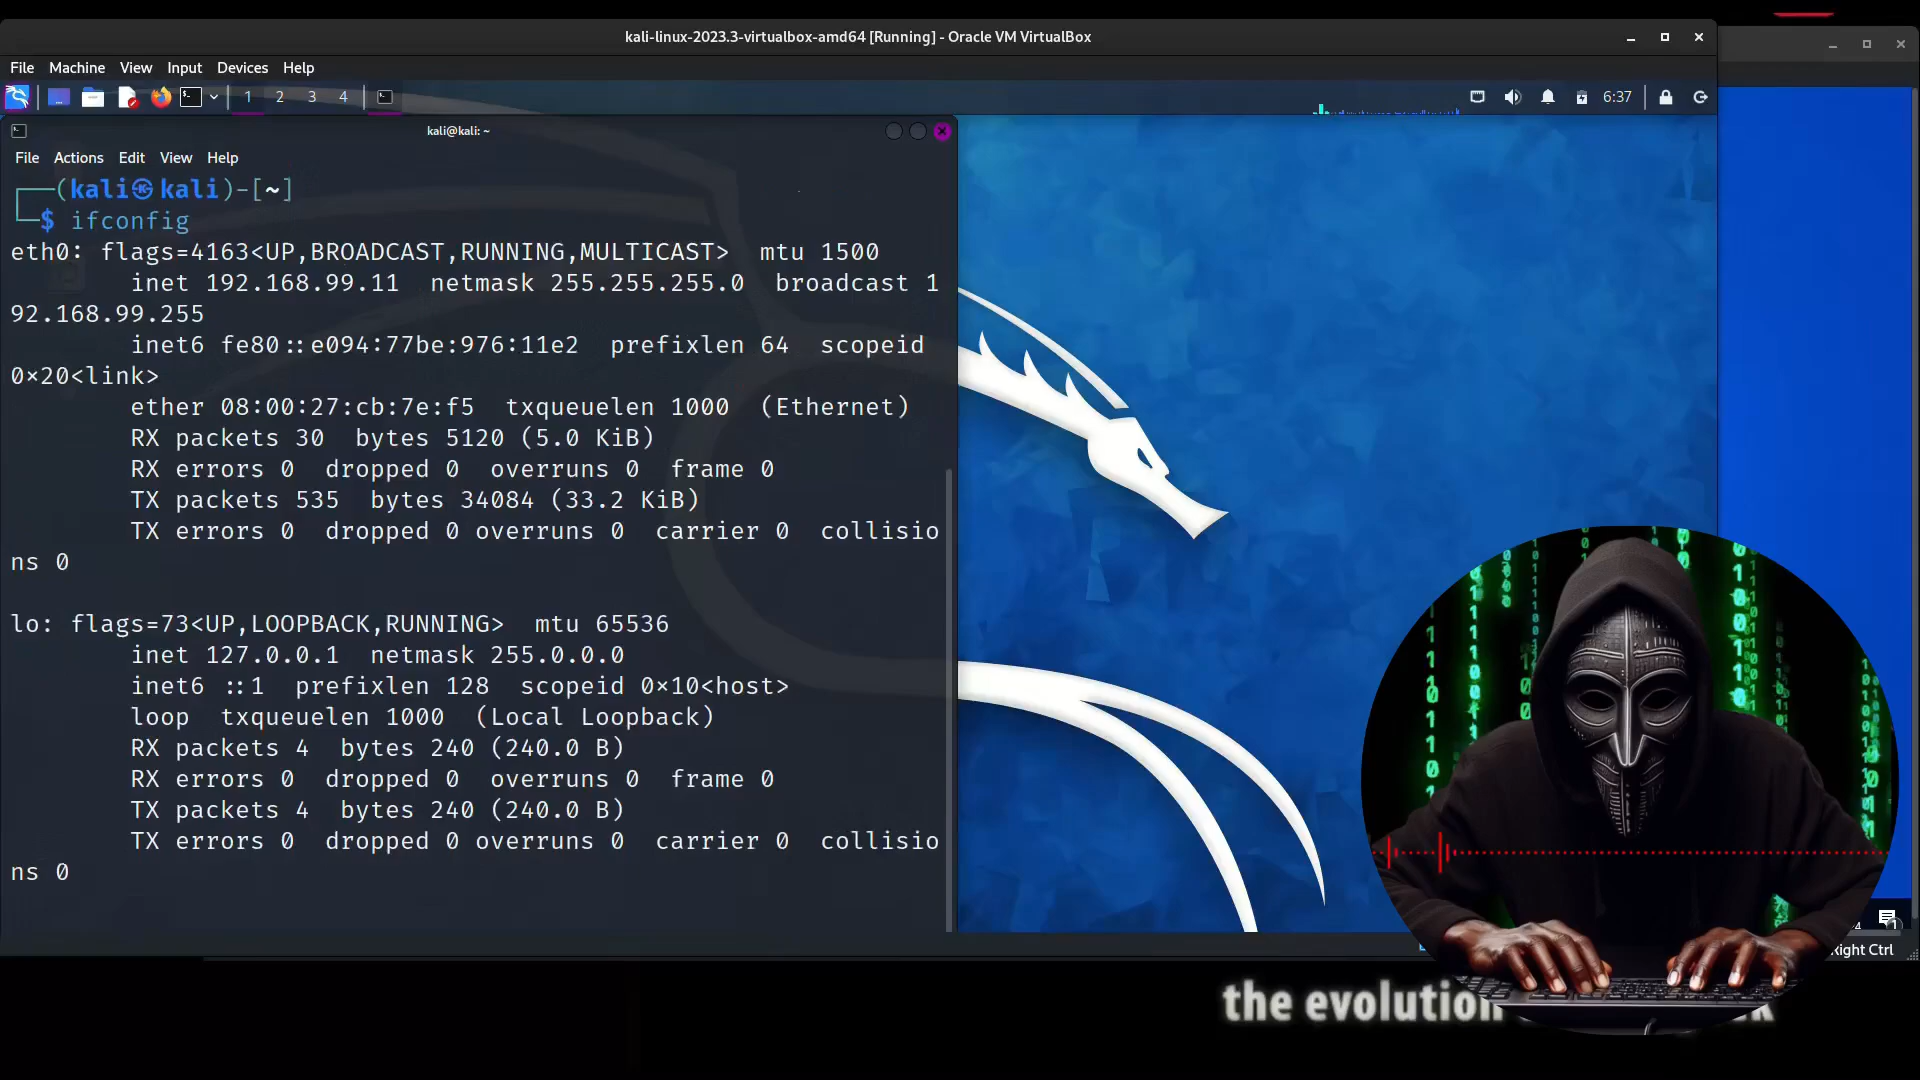 kali-linux-2023.3-virtualbox-amd64 [Running] - Oracle VM VirtualBox
File Machine View Input Devices Help
1 2 3 4
6:37
kali@kali: ~
File Actions Edit View Help
(kali㉿kali)-[~]
$ ifconfig
eth0: flags=4163<UP,BROADCAST,RUNNING,MULTICAST> mtu 1500
inet 192.168.99.11 netmask 255.255.255.0 broadcast 1
92.168.99.255
inet6 fe80::e094:77be:976:11e2 prefixlen 64 scopeid
0×20<link>
ether 08:00:27:cb:7e:f5 txqueuelen 1000 (Ethernet)
RX packets 30 bytes 5120 (5.0 KiB)
RX errors 0 dropped 0 overruns 0 frame 0
TX packets 535 bytes 34084 (33.2 KiB)
TX errors 0 dropped 0 overruns 0 carrier 0 collisio
ns 0
lo: flags=73<UP,LOOPBACK,RUNNING> mtu 65536
inet 127.0.0.1 netmask 255.0.0.0
inet6 ::1 prefixlen 128 scopeid 0×10<host>
loop txqueuelen 1000 (Local Loopback)
RX packets 4 bytes 240 (240.0 B)
RX errors 0 dropped 0 overruns 0 frame 0
TX packets 4 bytes 240 (240.0 B)
TX errors 0 dropped 0 overruns 0 carrier 0 collisio
ns 0
Right Ctrl
the evolution